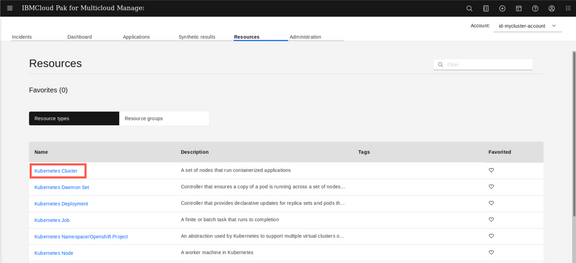 IBMCloud Pak for Multicloud Manage
Account: id-mycluster-account
Incidents Dashboard Applications Synthetic results Resources Administration
Resources
Filter
Favorites (0)
Resource types Resource groups
Name Description Tags Favorited
Kubernetes Cluster A set of nodes that run containerized applications
Kubernetes Daemon Set Controller that ensures a copy of a pod is running across a set of nodes...
Kubernetes Deployment Controller that provides declarative updates for replica sets and pods th...
Kubernetes Job A finite or batch task that runs to completion
Kubernetes Namespace/Openshift Project An abstraction used by Kubernetes to support multiple virtual clusters o...
Kubernetes Node A worker machine in Kubernetes